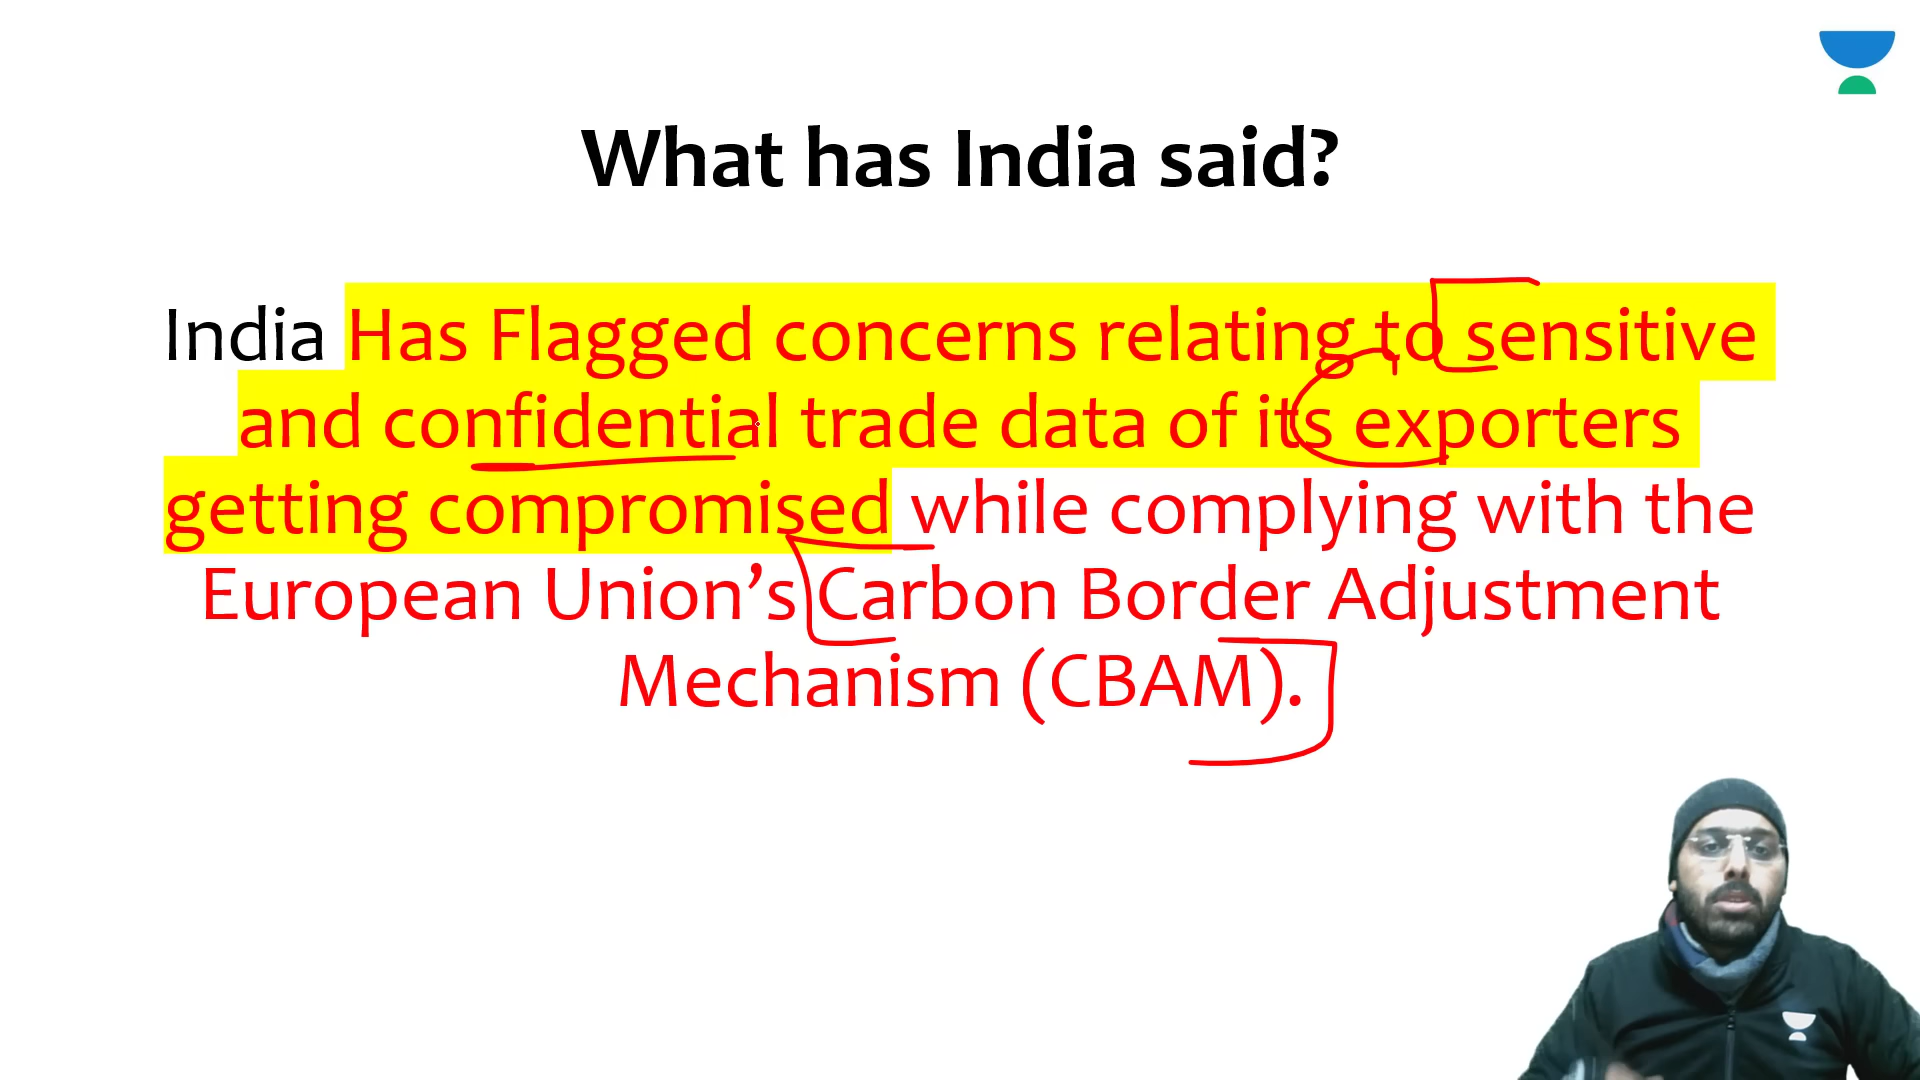 What has India said?
India Has Flagged concerns relating to sensitive
and confidential trade data of its exporters
getting compromised while complying with the
European Union’s Carbon Border Adjustment
Mechanism (CBAM).